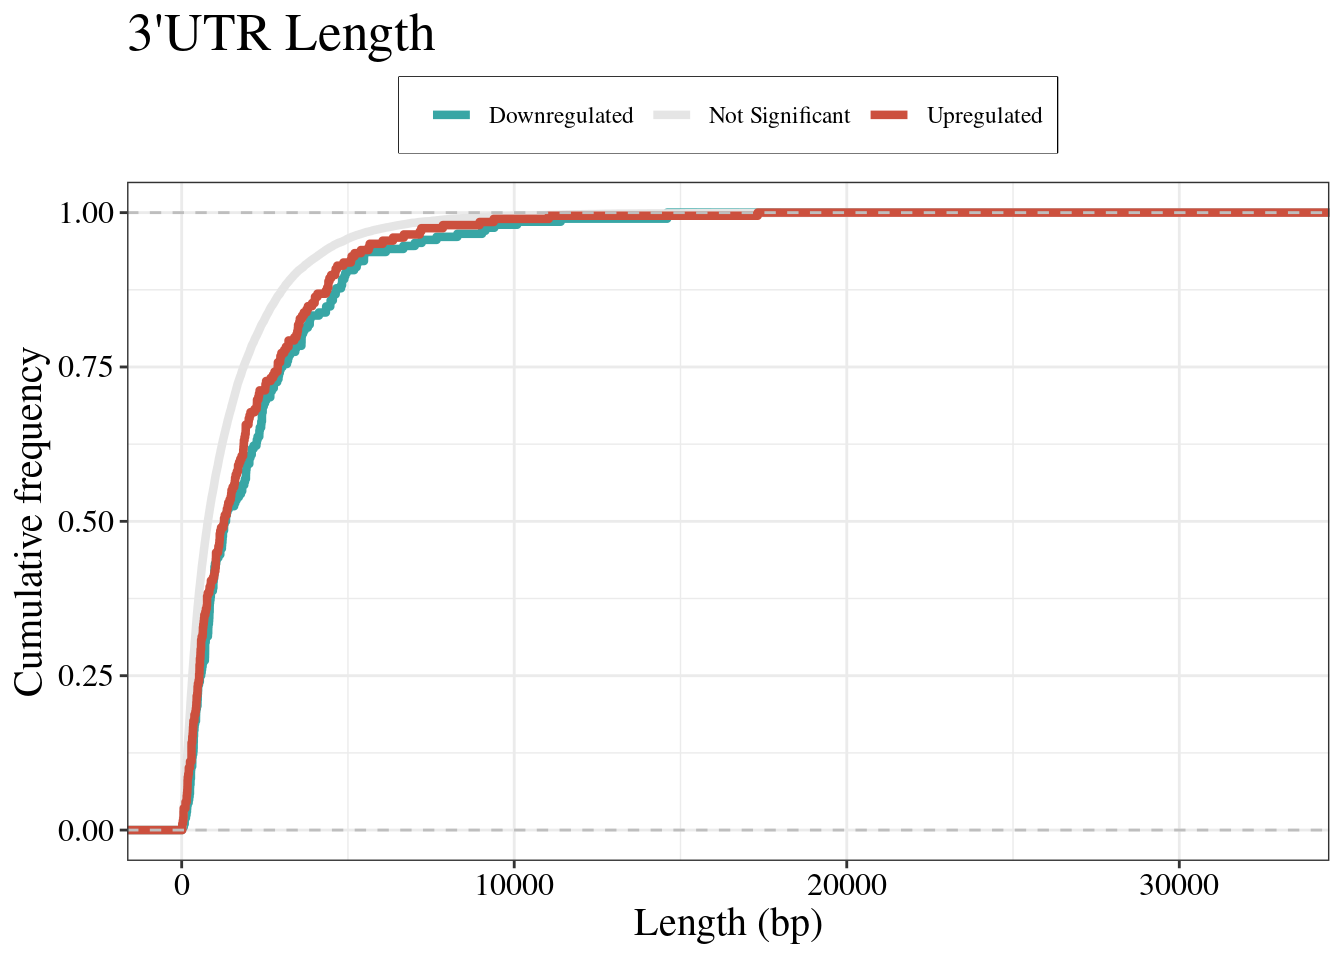 3'UTR Length
Downregulated Not Significant Upregulated
Cumulative frequency
1.00
0.75
0.50
0.25
0.00
0 10000 20000 30000
Length (bp)